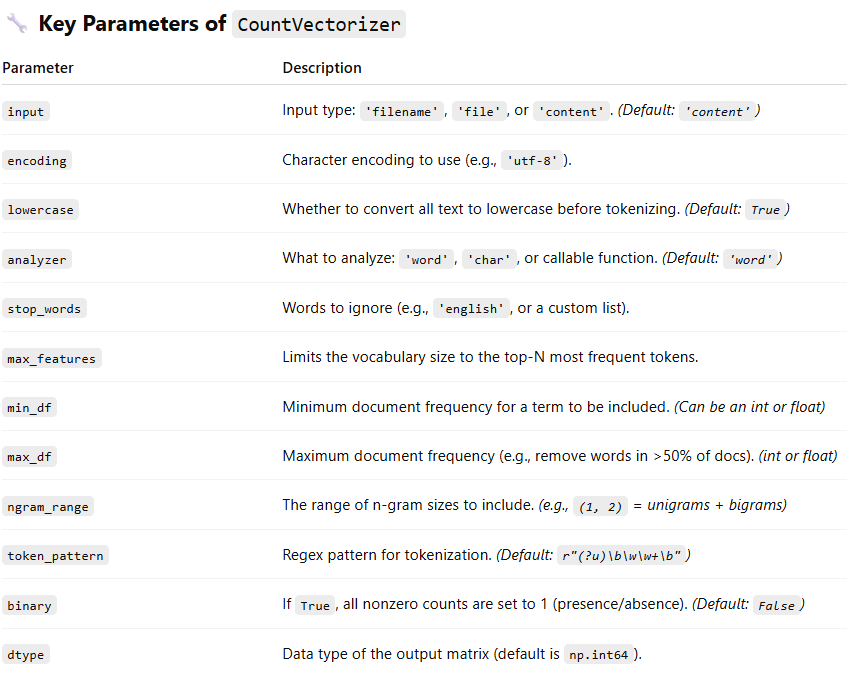 🔧 Key Parameters of CountVectorizer
Parameter Description
input Input type: 'filename', 'file', or 'content'. (Default: 'content')
encoding Character encoding to use (e.g., 'utf-8').
lowercase Whether to convert all text to lowercase before tokenizing. (Default: True)
analyzer What to analyze: 'word', 'char', or callable function. (Default: 'word')
stop_words Words to ignore (e.g., 'english', or a custom list).
max_features Limits the vocabulary size to the top-N most frequent tokens.
min_df Minimum document frequency for a term to be included. (Can be an int or float)
max_df Maximum document frequency (e.g., remove words in >50% of docs). (int or float)
ngram_range The range of n-gram sizes to include. (e.g., (1, 2) = unigrams + bigrams)
token_pattern Regex pattern for tokenization. (Default: r"(?u)\b\w\w+\b")
binary If True, all nonzero counts are set to 1 (presence/absence). (Default: False)
dtype Data type of the output matrix (default is np.int64).